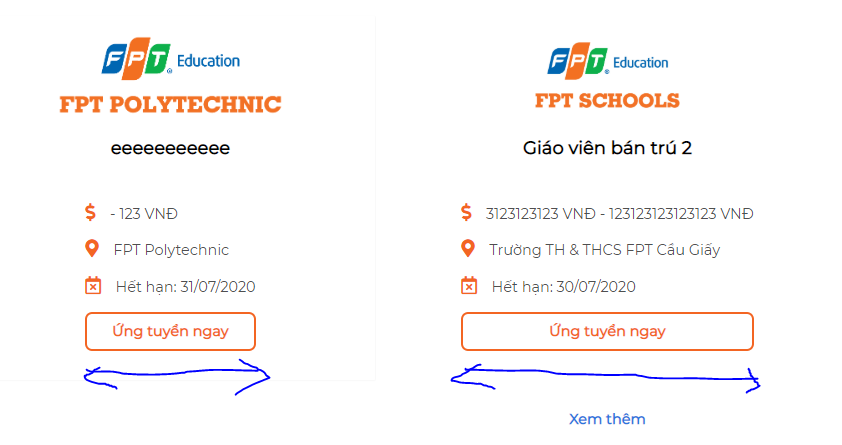 FPT Education
FPT POLYTECHNIC
eeeeeeeeeee
- 123 VNĐ
FPT Polytechnic
Hết hạn: 31/07/2020
Ứng tuyển ngay
FPT Education
FPT SCHOOLS
Giáo viên bán trú 2
3123123123 VNĐ - 123123123123123 VNĐ
Trường TH & THCS FPT Cầu Giấy
Hết hạn: 30/07/2020
Ứng tuyển ngay
Xem thêm